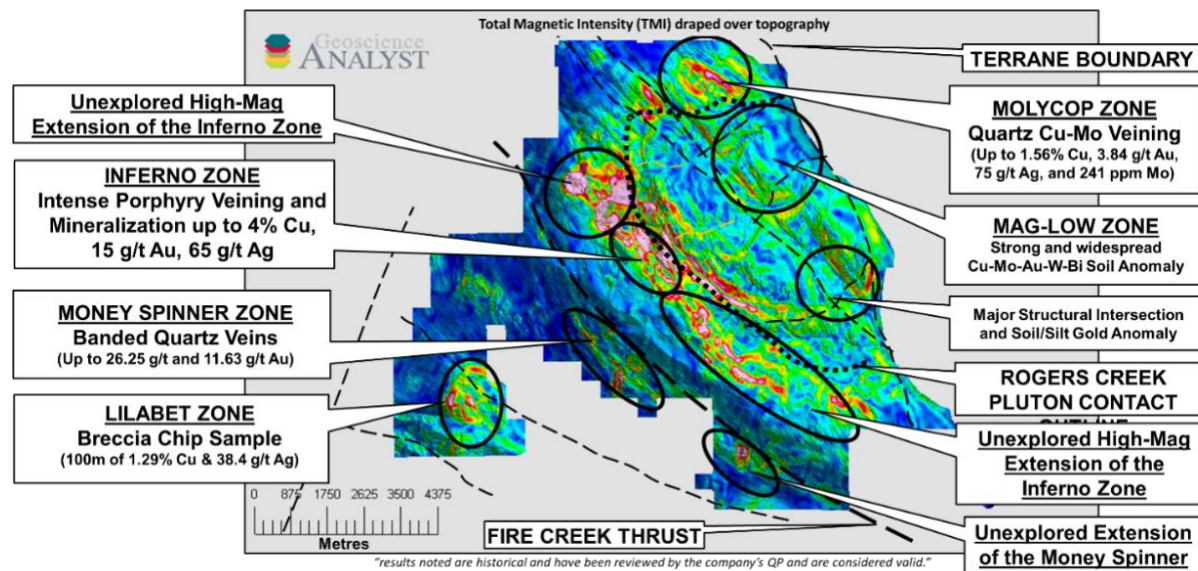 Total Magnetic Intensity (TMI) draped over topography
Geoscience
ANALYST
Unexplored High-Mag
Extension of the Inferno Zone
INFERNO ZONE
Intense Porphyry Veining and
Mineralization up to 4% Cu,
15 g/t Au, 65 g/t Ag
MONEY SPINNER ZONE
Banded Quartz Veins
(Up to 26.25 g/t and 11.63 g/t Au)
LILABET ZONE
Breccia Chip Sample
(100m of 1.29% Cu & 38.4 g/t Ag)
TERRANE BOUNDARY
MOLYCOP ZONE
Quartz Cu-Mo Veining
(Up to 1.56% Cu, 3.84 g/t Au,
75 g/t Ag, and 241 ppm Mo)
MAG-LOW ZONE
Strong and widespread
Cu-Mo-Au-W-Bi Soil Anomaly
Major Structural Intersection
and Soil/Silt Gold Anomaly
ROGERS CREEK
PLUTON CONTACT
Unexplored High-Mag
Extension of the
Inferno Zone
Unexplored Extension
of the Money Spinner
FIRE CREEK THRUST
0 875 1750 2625 3500 4375
Metres
"results noted are historical and have been reviewed by the company's QP and are considered valid."